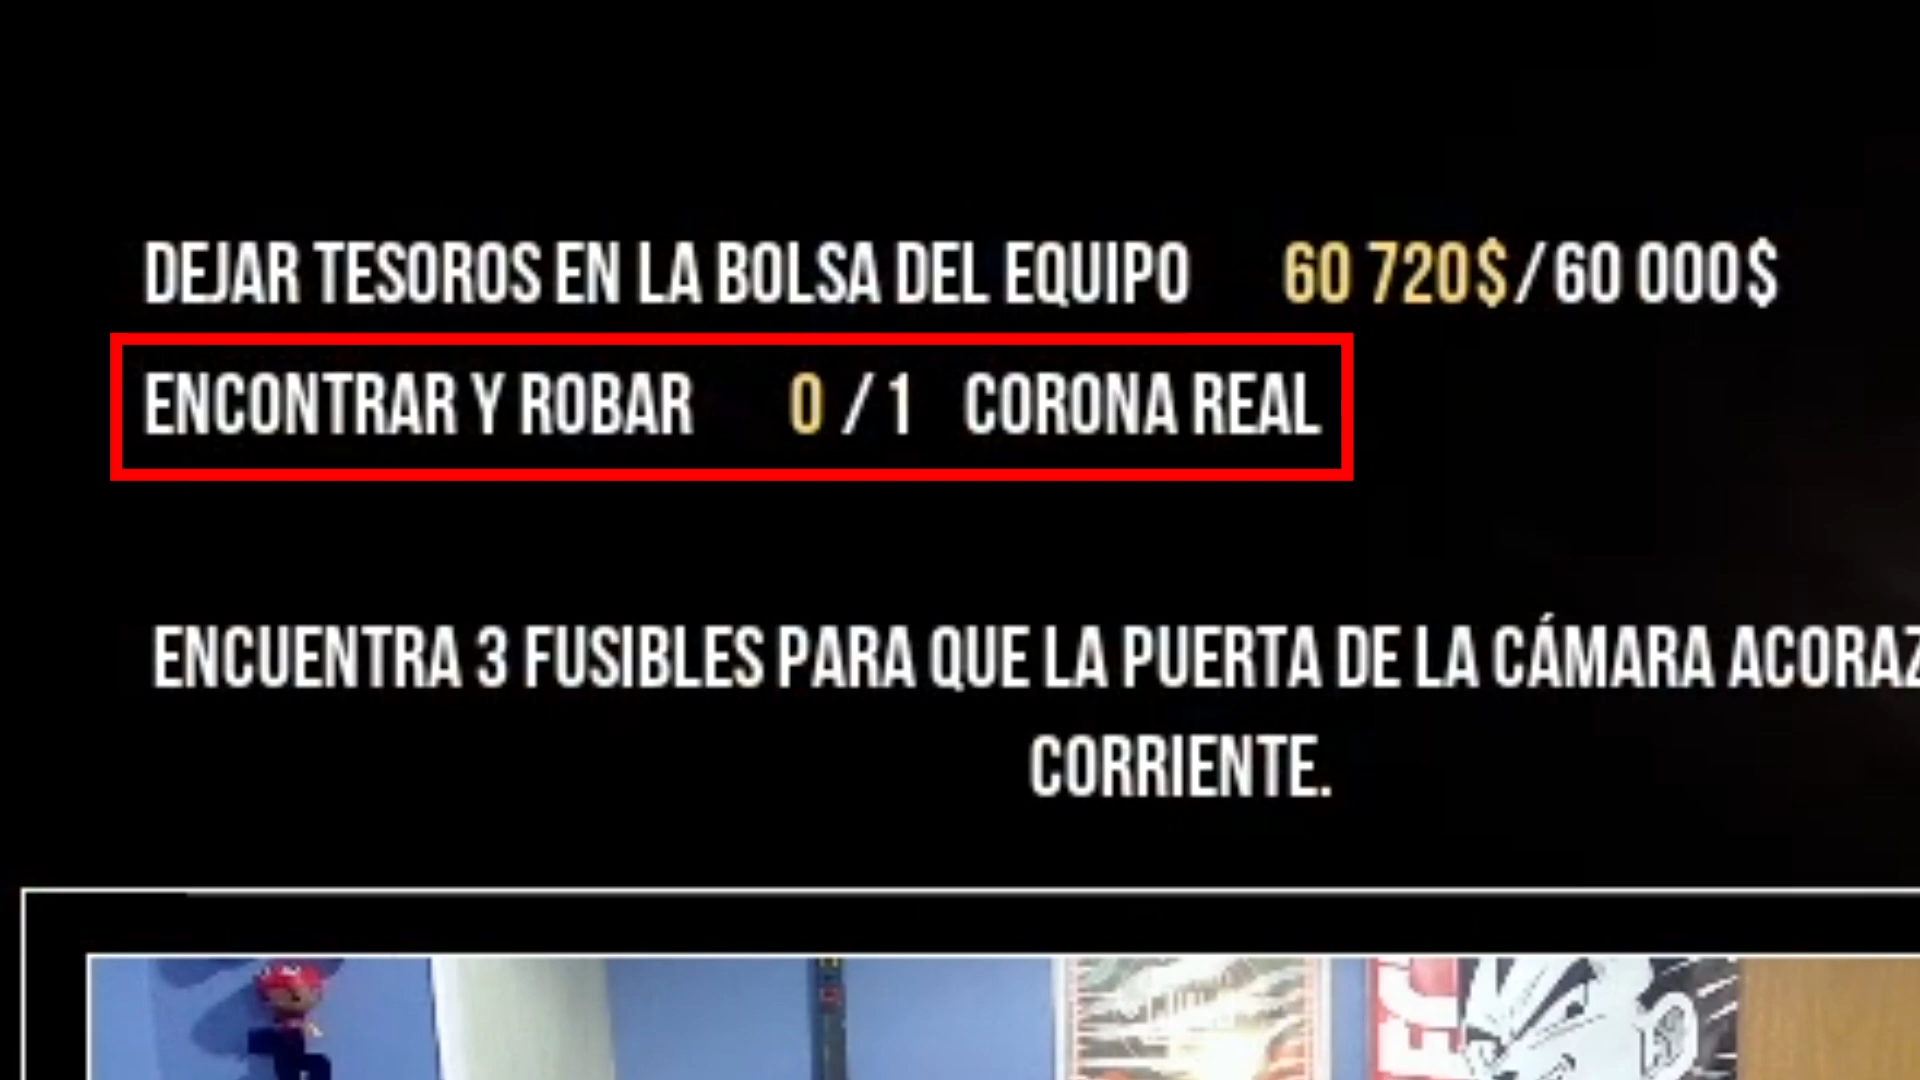 DEJAR TESOROS EN LA BOLSA DEL EQUIPO 60 720$/60 000$
ENCONTRAR Y ROBAR 0/1 CORONA REAL
ENCUENTRA 3 FUSIBLES PARA QUE LA PUERTA DE LA CÁMARA ACORAZ
CORRIENTE.